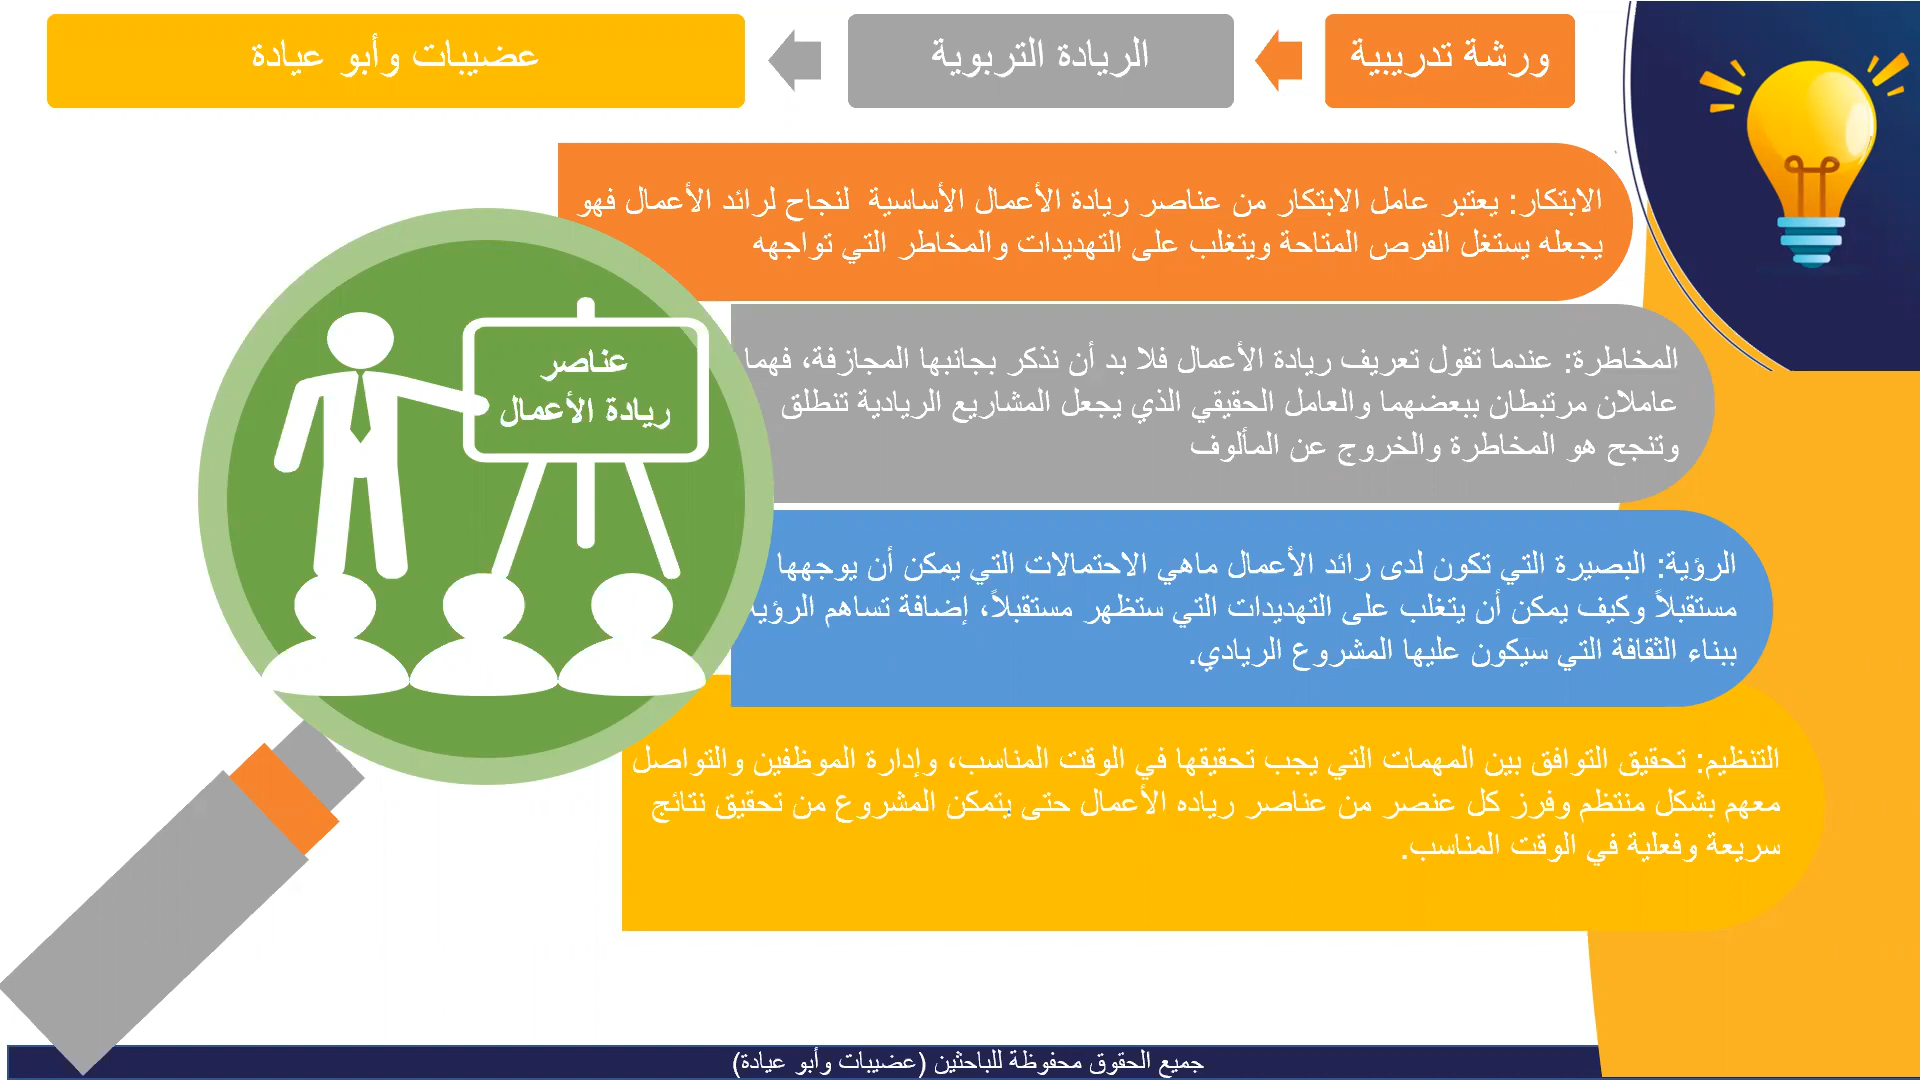 ورشة تدريبية
الريادة التربوية
عضيبات وأبو عيادة
الابتكار: يعتبر عامل الابتكار من عناصر ريادة الأعمال الأساسية لنجاح لرائد الأعمال فهو
يجعله يستغل الفرص المتاحة ويتغلب على التهديدات والمخاطر التي تواجهه
المخاطرة: عندما تقول تعريف ريادة الأعمال فلا بد أن نذكر بجانبها المجازفة، فهما
عاملان مرتبطان ببعضهما والعامل الحقيقي الذي يجعل المشاريع الريادية تنطلق
وتنجح هو المخاطرة والخروج عن المألوف
عناصر
ريادة الأعمال
الرؤية: البصيرة التي تكون لدى رائد الأعمال ماهي الاحتمالات التي يمكن أن يوجهها
مستقبلاً وكيف يمكن أن يتغلب على التهديدات التي ستظهر مستقبلاً، إضافة تساهم الرؤية
ببناء الثقافة التي سيكون عليها المشروع الريادي.
التنظيم: تحقيق التوافق بين المهمات التي يجب تحقيقها في الوقت المناسب، وإدارة الموظفين والتواصل
معهم بشكل منتظم وفرز كل عنصر من عناصر رياده الأعمال حتى يتمكن المشروع من تحقيق نتائج
سريعة وفعلية في الوقت المناسب.
جميع الحقوق محفوظة للباحثين (عضيبات وأبو عيادة)